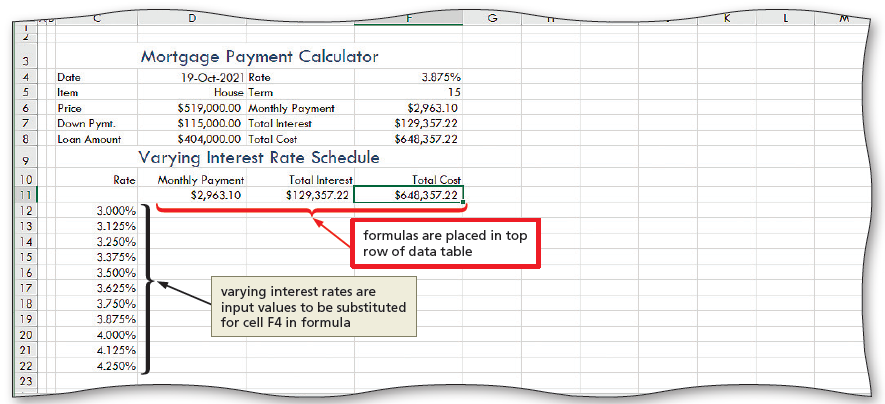 C D F G K L M
1
2
3 Mortgage Payment Calculator
4 Date 19-Oct-2021 Rate 3.875%
5 Item House Term 15
6 Price $519,000.00 Monthly Payment $2,963.10
7 Down Pymt. $115,000.00 Total Interest $129,357.22
8 Loan Amount $404,000.00 Total Cost $648,357.22
9 Varying Interest Rate Schedule
10 Rate Monthly Payment Total Interest Total Cost
11 $2,963.10 $129,357.22 $648,357.22
12 3.000%
13 3.125%
14 3.250%
15 3.375%
16 3.500%
17 3.625%
18 3.750%
19 3.875%
20 4.000%
21 4.125%
22 4.250%
23
formulas are placed in top
row of data table
varying interest rates are
input values to be substituted
for cell F4 in formula